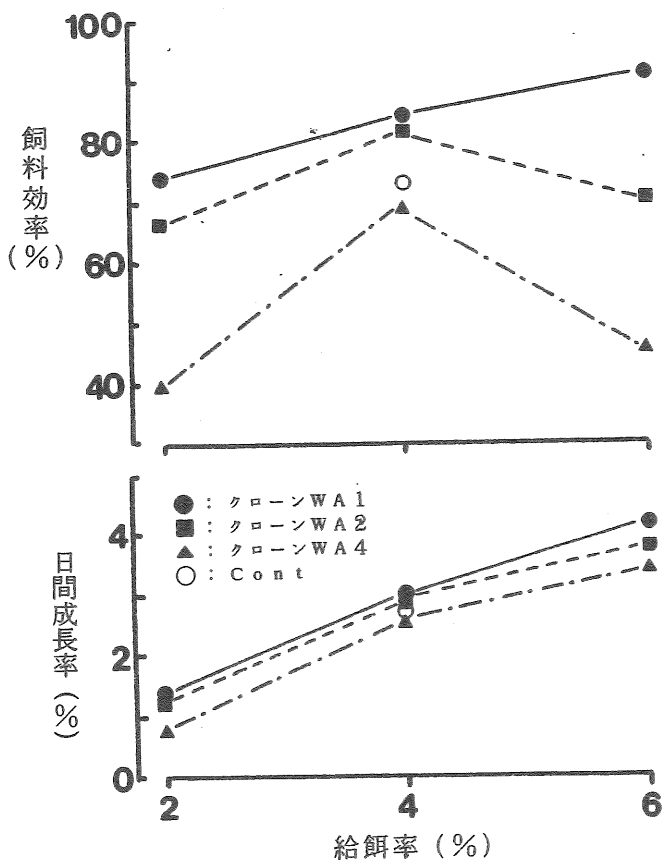 100
80
60
40
飼料効率(%)
●：クローンWA1
■：クローンWA2
▲：クローンWA4
○：Cont
4
2
0
日間成長率(%)
2 4 6
給餌率(%)